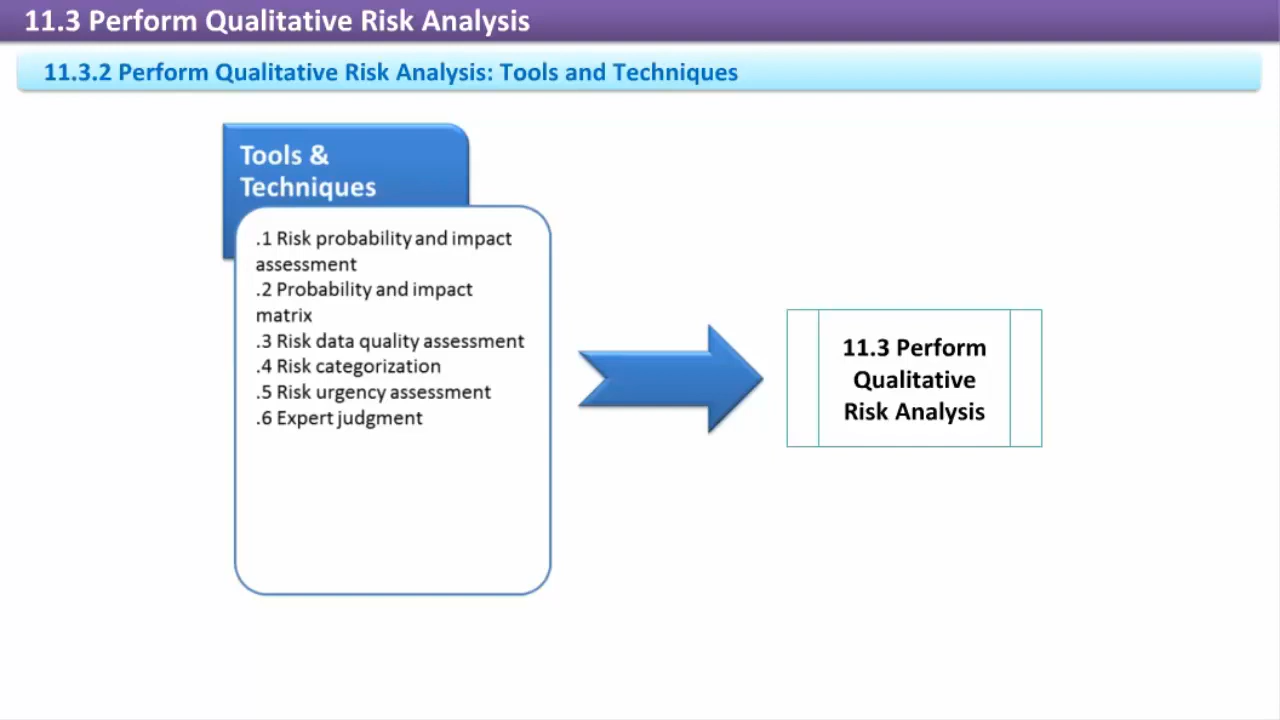 11.3 Perform Qualitative Risk Analysis
11.3.2 Perform Qualitative Risk Analysis: Tools and Techniques
Tools &
Techniques
.1 Risk probability and impact
assessment
.2 Probability and impact
matrix
.3 Risk data quality assessment
.4 Risk categorization
.5 Risk urgency assessment
.6 Expert judgment
11.3 Perform
Qualitative
Risk Analysis